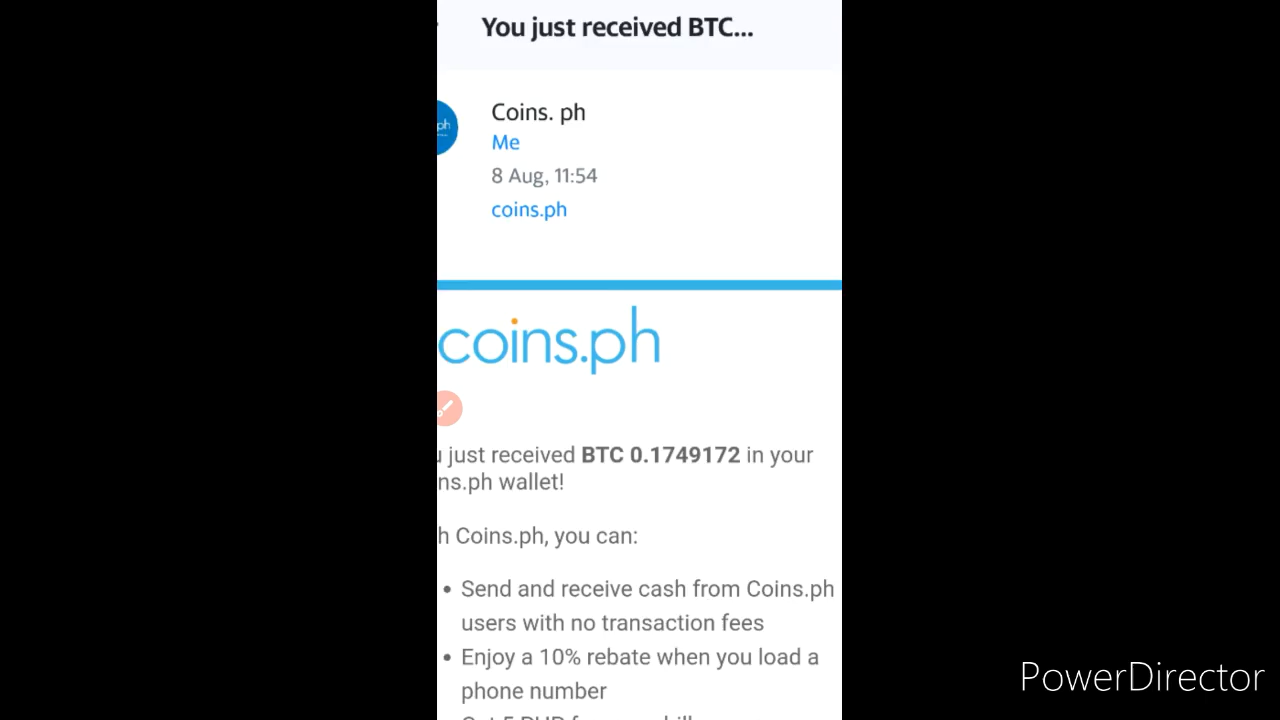 You just received BTC...
ph
Coins. ph
Me
8 Aug, 11:54
coins.ph
coins.ph
just received BTC 0.1749172 in your
ns.ph wallet!
h Coins.ph, you can:
• Send and receive cash from Coins.ph
users with no transaction fees
• Enjoy a 10% rebate when you load a
phone number
PowerDirector